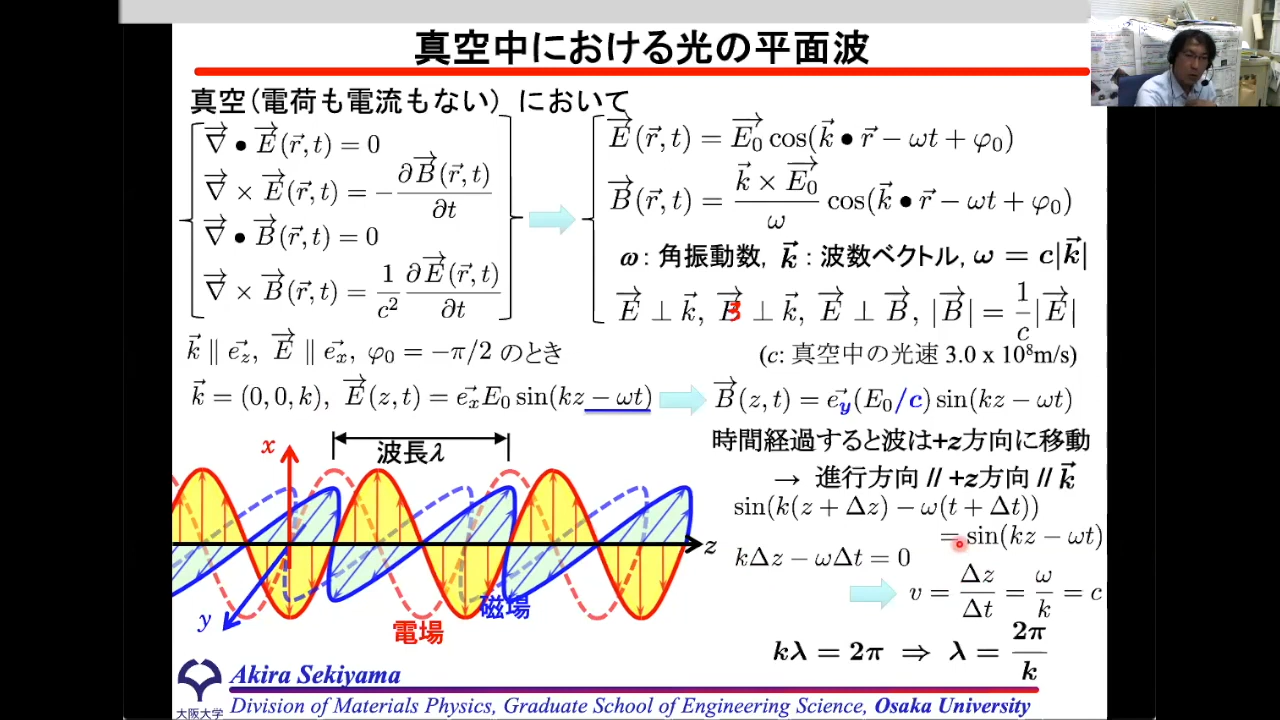 真空中における光の平面波
真空(電荷も電流もない) において
∇⃗ • E⃗(r⃗, t) = 0
∇⃗ × E⃗(r⃗, t) = −∂B⃗(r⃗, t)/∂t
∇⃗ • B⃗(r⃗, t) = 0
∇⃗ × B⃗(r⃗, t) = 1/c² ∂E⃗(r⃗, t)/∂t
E⃗(r⃗, t) = E₀⃗ cos(k⃗ • r⃗ − ωt + φ₀)
B⃗(r⃗, t) = (k⃗ × E₀⃗)/ω cos(k⃗ • r⃗ − ωt + φ₀)
ω : 角振動数, k⃗ : 波数ベクトル, ω = c|k⃗|
E⃗ ⊥ k⃗, B⃗ ⊥ k⃗, E⃗ ⊥ B⃗, |B⃗| = 1/c |E⃗|
(c: 真空中の光速 3.0 x 10⁸m/s)
k⃗ ∥ e_z⃗, E⃗ ∥ e_x⃗, φ₀ = −π/2 のとき
k⃗ = (0, 0, k), E⃗(z, t) = e_x⃗E₀ sin(kz − ωt)
B⃗(z, t) = e_y⃗(E₀/c) sin(kz − ωt)
時間経過すると波は+z方向に移動
→ 進行方向 // +z方向 // k⃗
sin(k(z + Δz) − ω(t + Δt))
= sin(kz − ωt)
kΔz − ωΔt = 0
v = Δz/Δt = ω/k = c
kλ = 2π ⇒ λ = 2π/k
x
波長λ
z
y
磁場
電場
大阪大学
Akira Sekiyama
Division of Materials Physics, Graduate School of Engineering Science, Osaka University